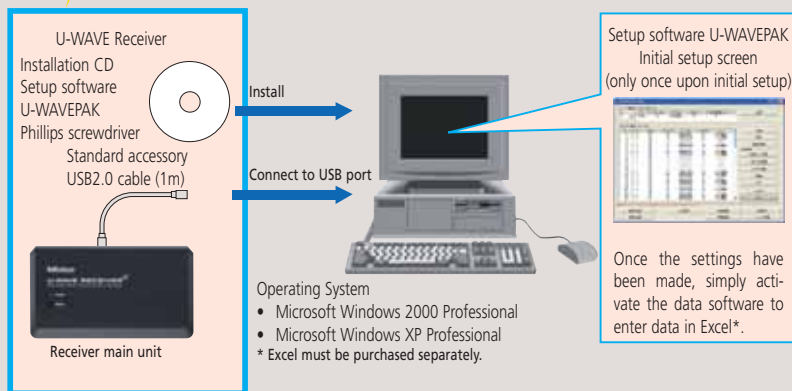 U-WAVE Receiver
Installation CD
Setup software
U-WAVEPAK
Phillips screwdriver
Standard accessory
USB2.0 cable (1m)
Mitutoyo
U-WAVE RECEIVER
Receiver main unit
Install
Connect to USB port
Operating System
• Microsoft Windows 2000 Professional
• Microsoft Windows XP Professional
* Excel must be purchased separately.
Setup software U-WAVEPAK
Initial setup screen
(only once upon initial setup)
Once the settings have
been made, simply acti-
vate the data software to
enter data in Excel*.